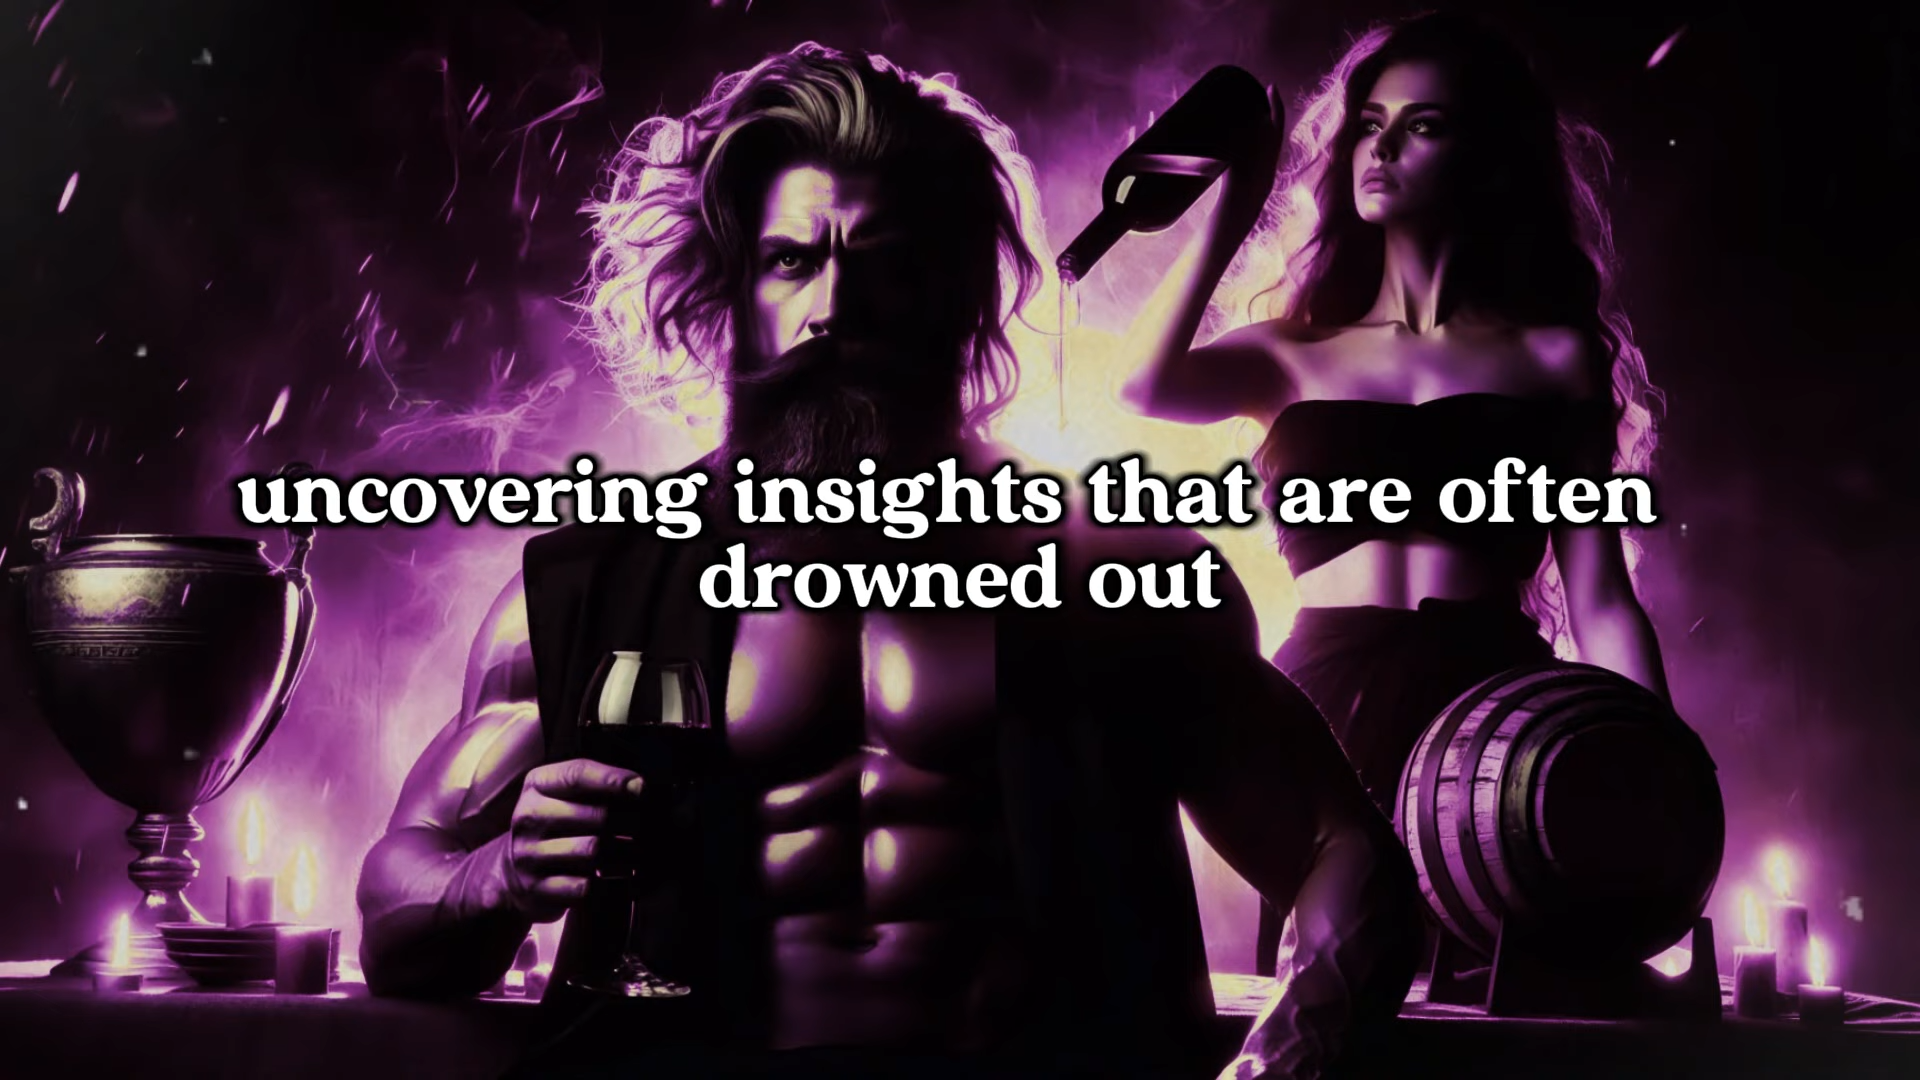 uncovering insights that are often
drowned out